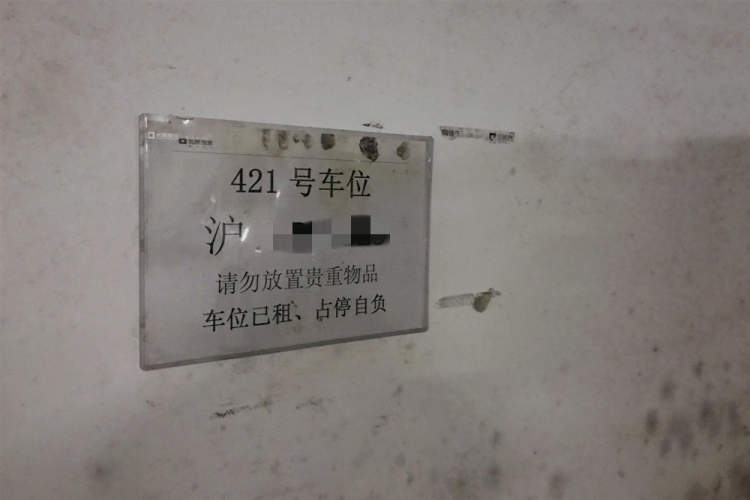 421 号车位
沪
请勿放置贵重物品
车位已租、占停自负